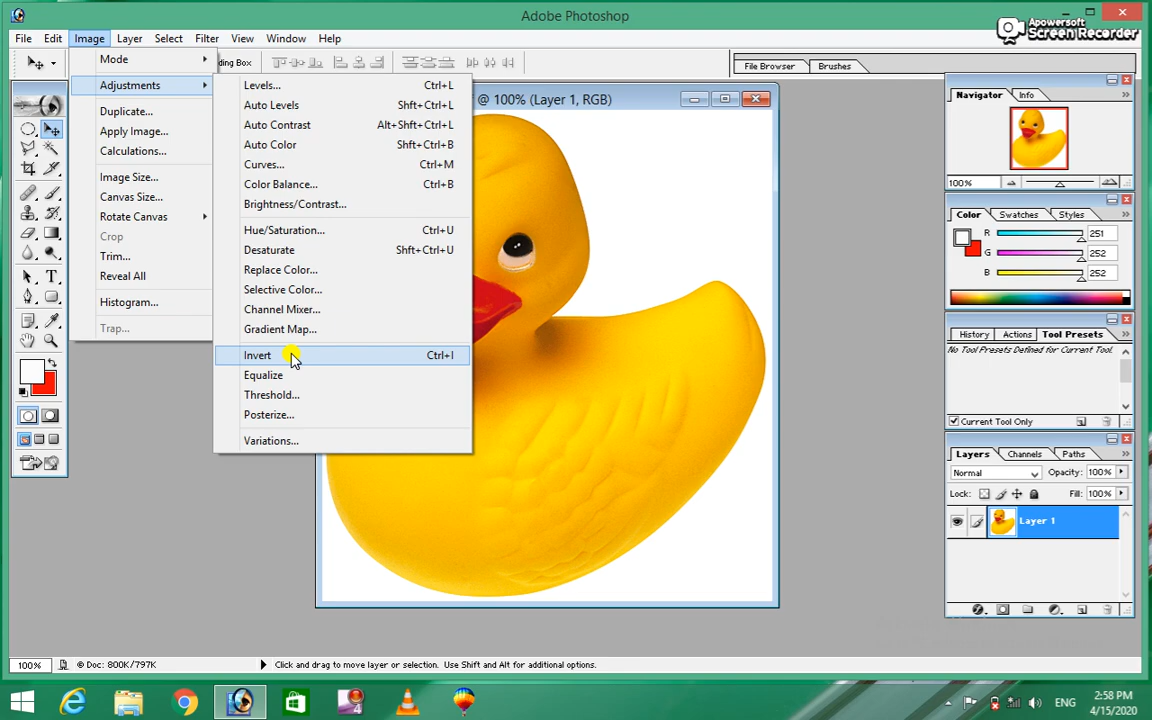 Adobe Photoshop
Apowersoft
Screen Recorder
File Edit Image Layer Select Filter View Window Help
ding Box
File Browser
Brushes
Mode
Adjustments
Duplicate...
Apply Image...
Calculations...
Image Size...
Canvas Size...
Rotate Canvas
Crop
Trim...
Reveal All
Histogram...
Trap...
Levels... Ctrl+L
Auto Levels Shft+Ctrl+L
Auto Contrast Alt+Shft+Ctrl+L
Auto Color Shft+Ctrl+B
Curves... Ctrl+M
Color Balance... Ctrl+B
Brightness/Contrast...
Hue/Saturation... Ctrl+U
Desaturate Shft+Ctrl+U
Replace Color...
Selective Color...
Channel Mixer...
Gradient Map...
Invert Ctrl+I
Equalize
Threshold...
Posterize...
Variations...
@ 100% (Layer 1, RGB)
Navigator Info
100%
Color Swatches Styles
R 251
G 252
B 252
History Actions Tool Presets
No Tool Presets Defined for Current Tool.
Current Tool Only
Layers Channels Paths
Normal Opacity: 100%
Lock: Fill: 100%
Layer 1
100% Doc: 800K/797K Click and drag to move layer or selection. Use Shift and Alt for additional options.
4
ENG
2:58 PM
4/15/2020